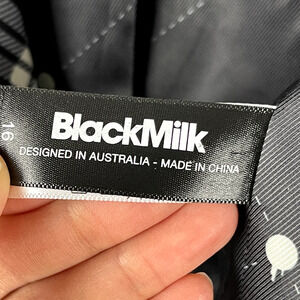 BlackMilk
DESIGNED IN AUSTRALIA - MADE IN CHINA
16